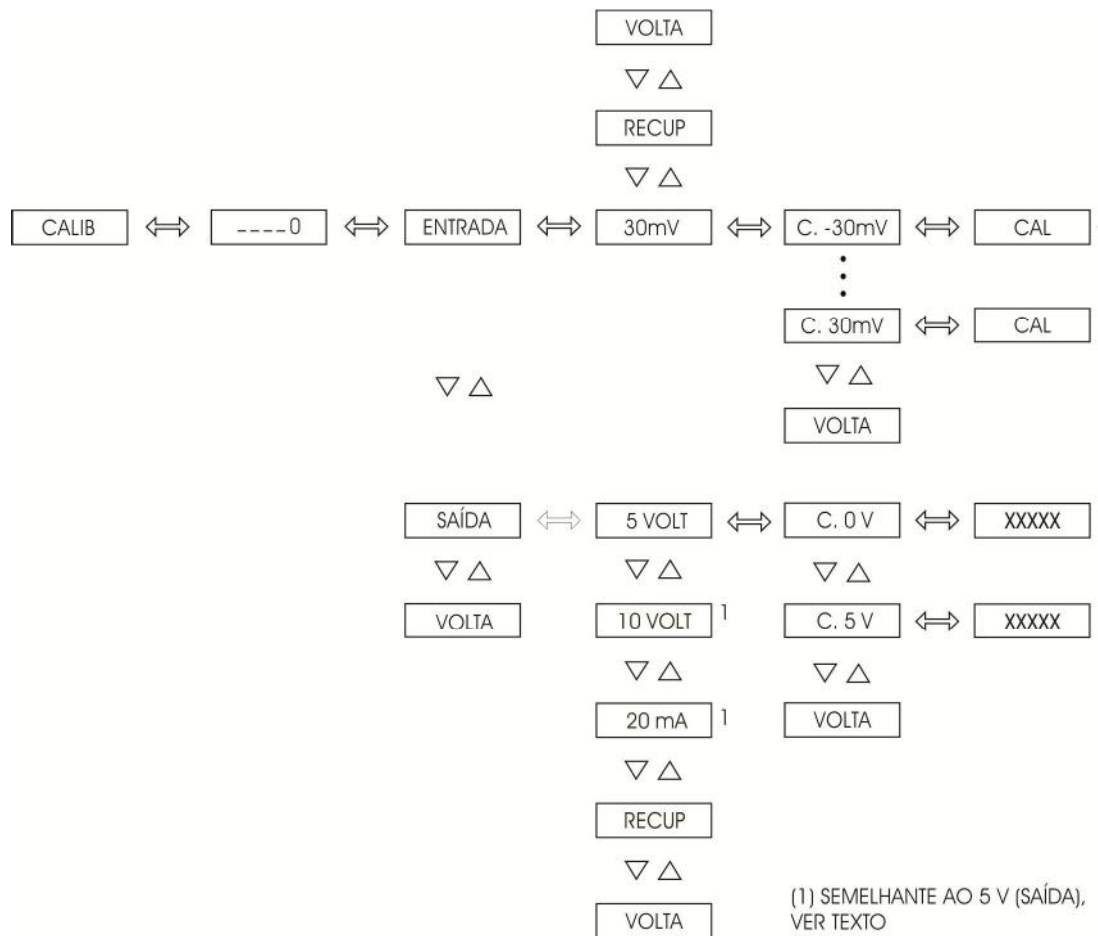 VOLTA
RECUP
CALIB
____0
ENTRADA
30mV
C. -30mV
CAL
C. 30mV
CAL
VOLTA
SAÍDA
5 VOLT
C. 0 V
XXXXX
VOLTA
10 VOLT
1
C. 5 V
XXXXX
20 mA
1
VOLTA
RECUP
VOLTA
(1) SEMELHANTE AO 5 V (SAÍDA),
VER TEXTO